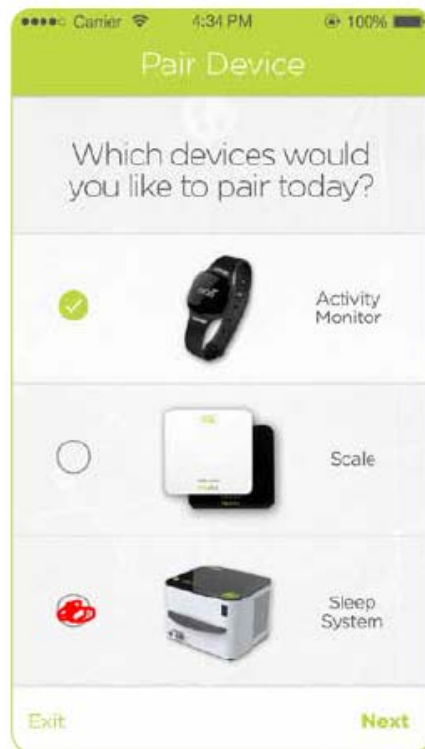 Carrier 4:34 PM 100%
Pair Device
Which devices would
you like to pair today?
Activity
Monitor
Scale
Sleep
System
Exit Next